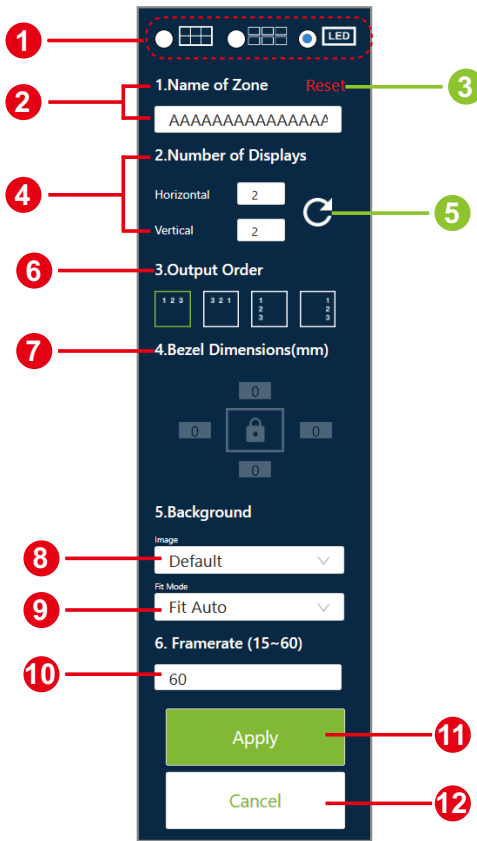 1
LED
2
1.Name of Zone
Reset
3
AAAAAAAAAAAAAAA
2.Number of Displays
4
Horizontal
2
5
Vertical
2
6
3.Output Order
1 2 3
3 2 1
1
2
3
1
2
3
7
4.Bezel Dimensions(mm)
0
0
0
0
5.Background
Image
8
Default
Fit Mode
9
Fit Auto
6. Framerate (15~60)
10
60
Apply
11
Cancel
12